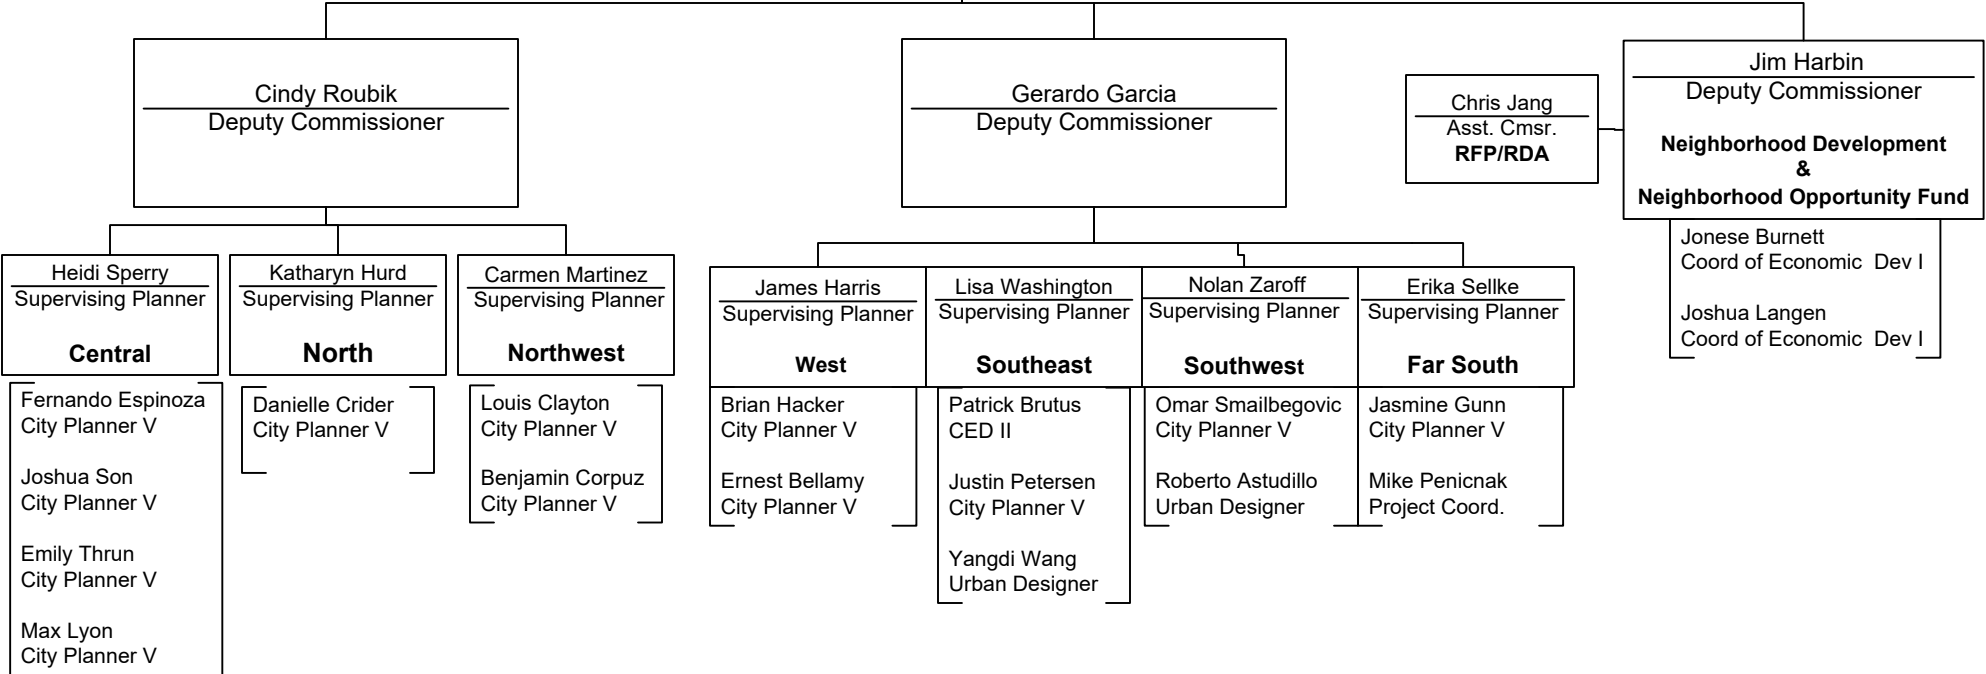 Cindy Roubik
Deputy Commissioner
Gerardo Garcia
Deputy Commissioner
Chris Jang
Asst. Cmsr.
RFP/RDA
Jim Harbin
Deputy Commissioner
Neighborhood Development
&
Neighborhood Opportunity Fund
Jonese Burnett
Coord of Economic Dev I
Joshua Langen
Coord of Economic Dev I
Heidi Sperry
Supervising Planner
Central
Katharyn Hurd
Supervising Planner
North
Carmen Martinez
Supervising Planner
Northwest
James Harris
Supervising Planner
West
Lisa Washington
Supervising Planner
Southeast
Nolan Zaroff
Supervising Planner
Southwest
Erika Sellke
Supervising Planner
Far South
Fernando Espinoza
City Planner V
Joshua Son
City Planner V
Emily Thrun
City Planner V
Max Lyon
City Planner V
Danielle Crider
City Planner V
Louis Clayton
City Planner V
Benjamin Corpuz
City Planner V
Brian Hacker
City Planner V
Ernest Bellamy
City Planner V
Patrick Brutus
CED II
Justin Petersen
City Planner V
Yangdi Wang
Urban Designer
Omar Smailbegovic
City Planner V
Roberto Astudillo
Urban Designer
Jasmine Gunn
City Planner V
Mike Penicnak
Project Coord.